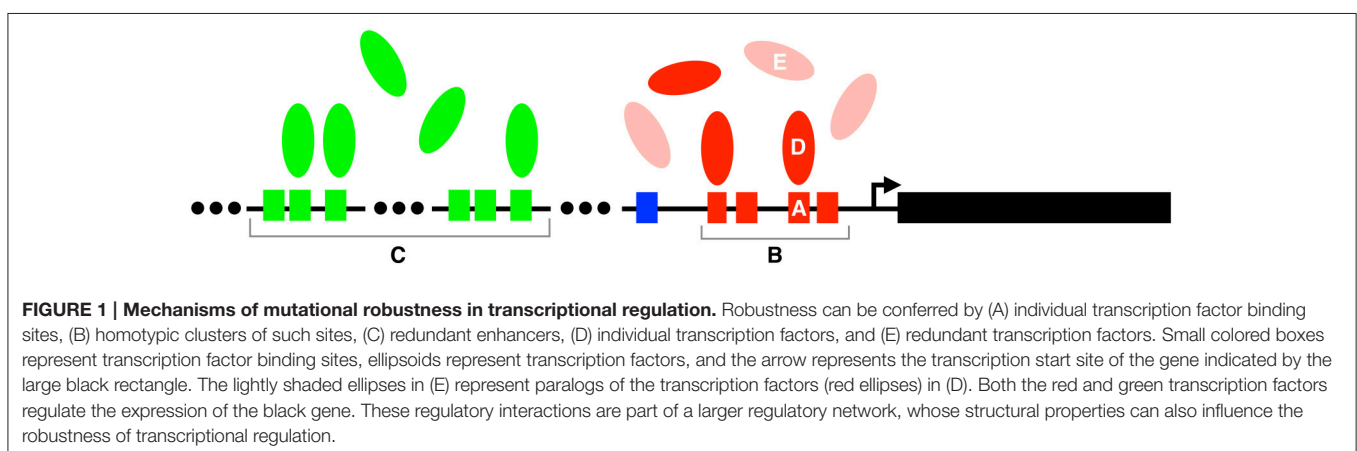 E
D
A
C
B
FIGURE 1 | Mechanisms of mutational robustness in transcriptional regulation. Robustness can be conferred by (A) individual transcription factor binding
sites, (B) homotypic clusters of such sites, (C) redundant enhancers, (D) individual transcription factors, and (E) redundant transcription factors. Small colored boxes
represent transcription factor binding sites, ellipsoids represent transcription factors, and the arrow represents the transcription start site of the gene indicated by the
large black rectangle. The lightly shaded ellipses in (E) represent paralogs of the transcription factors (red ellipses) in (D). Both the red and green transcription factors
regulate the expression of the black gene. These regulatory interactions are part of a larger regulatory network, whose structural properties can also influence the
robustness of transcriptional regulation.